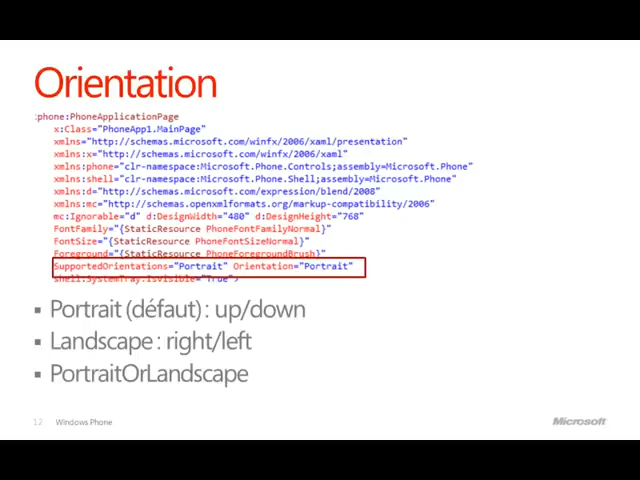 Orientation
:phone:PhoneApplicationPage
x:Class="PhoneApp1.MainPage"
xmlns="http://schemas.microsoft.com/winfx/2006/xaml/presentation"
xmlns:x="http://schemas.microsoft.com/winfx/2006/xaml"
xmlns:phone="clr-namespace:Microsoft.Phone.Controls;assembly=Microsoft.Phone"
xmlns:shell="clr-namespace:Microsoft.Phone.Shell;assembly=Microsoft.Phone"
xmlns:d="http://schemas.microsoft.com/expression/blend/2008"
xmlns:mc="http://schemas.openxmlformats.org/markup-compatibility/2006"
mc:Ignorable="d" d:DesignWidth="480" d:DesignHeight="768"
FontFamily="{StaticResource PhoneFontFamilyNormal}"
FontSize="{StaticResource PhoneFontSizeNormal}"
Foreground="{StaticResource PhoneForegroundBrush}"
SupportedOrientations="Portrait" Orientation="Portrait"
shell:SystemTray.IsVisible="True">
▪ Portrait (défaut) : up/down
▪ Landscape : right/left
▪ PortraitOrLandscape
12 Windows Phone
Microsoft